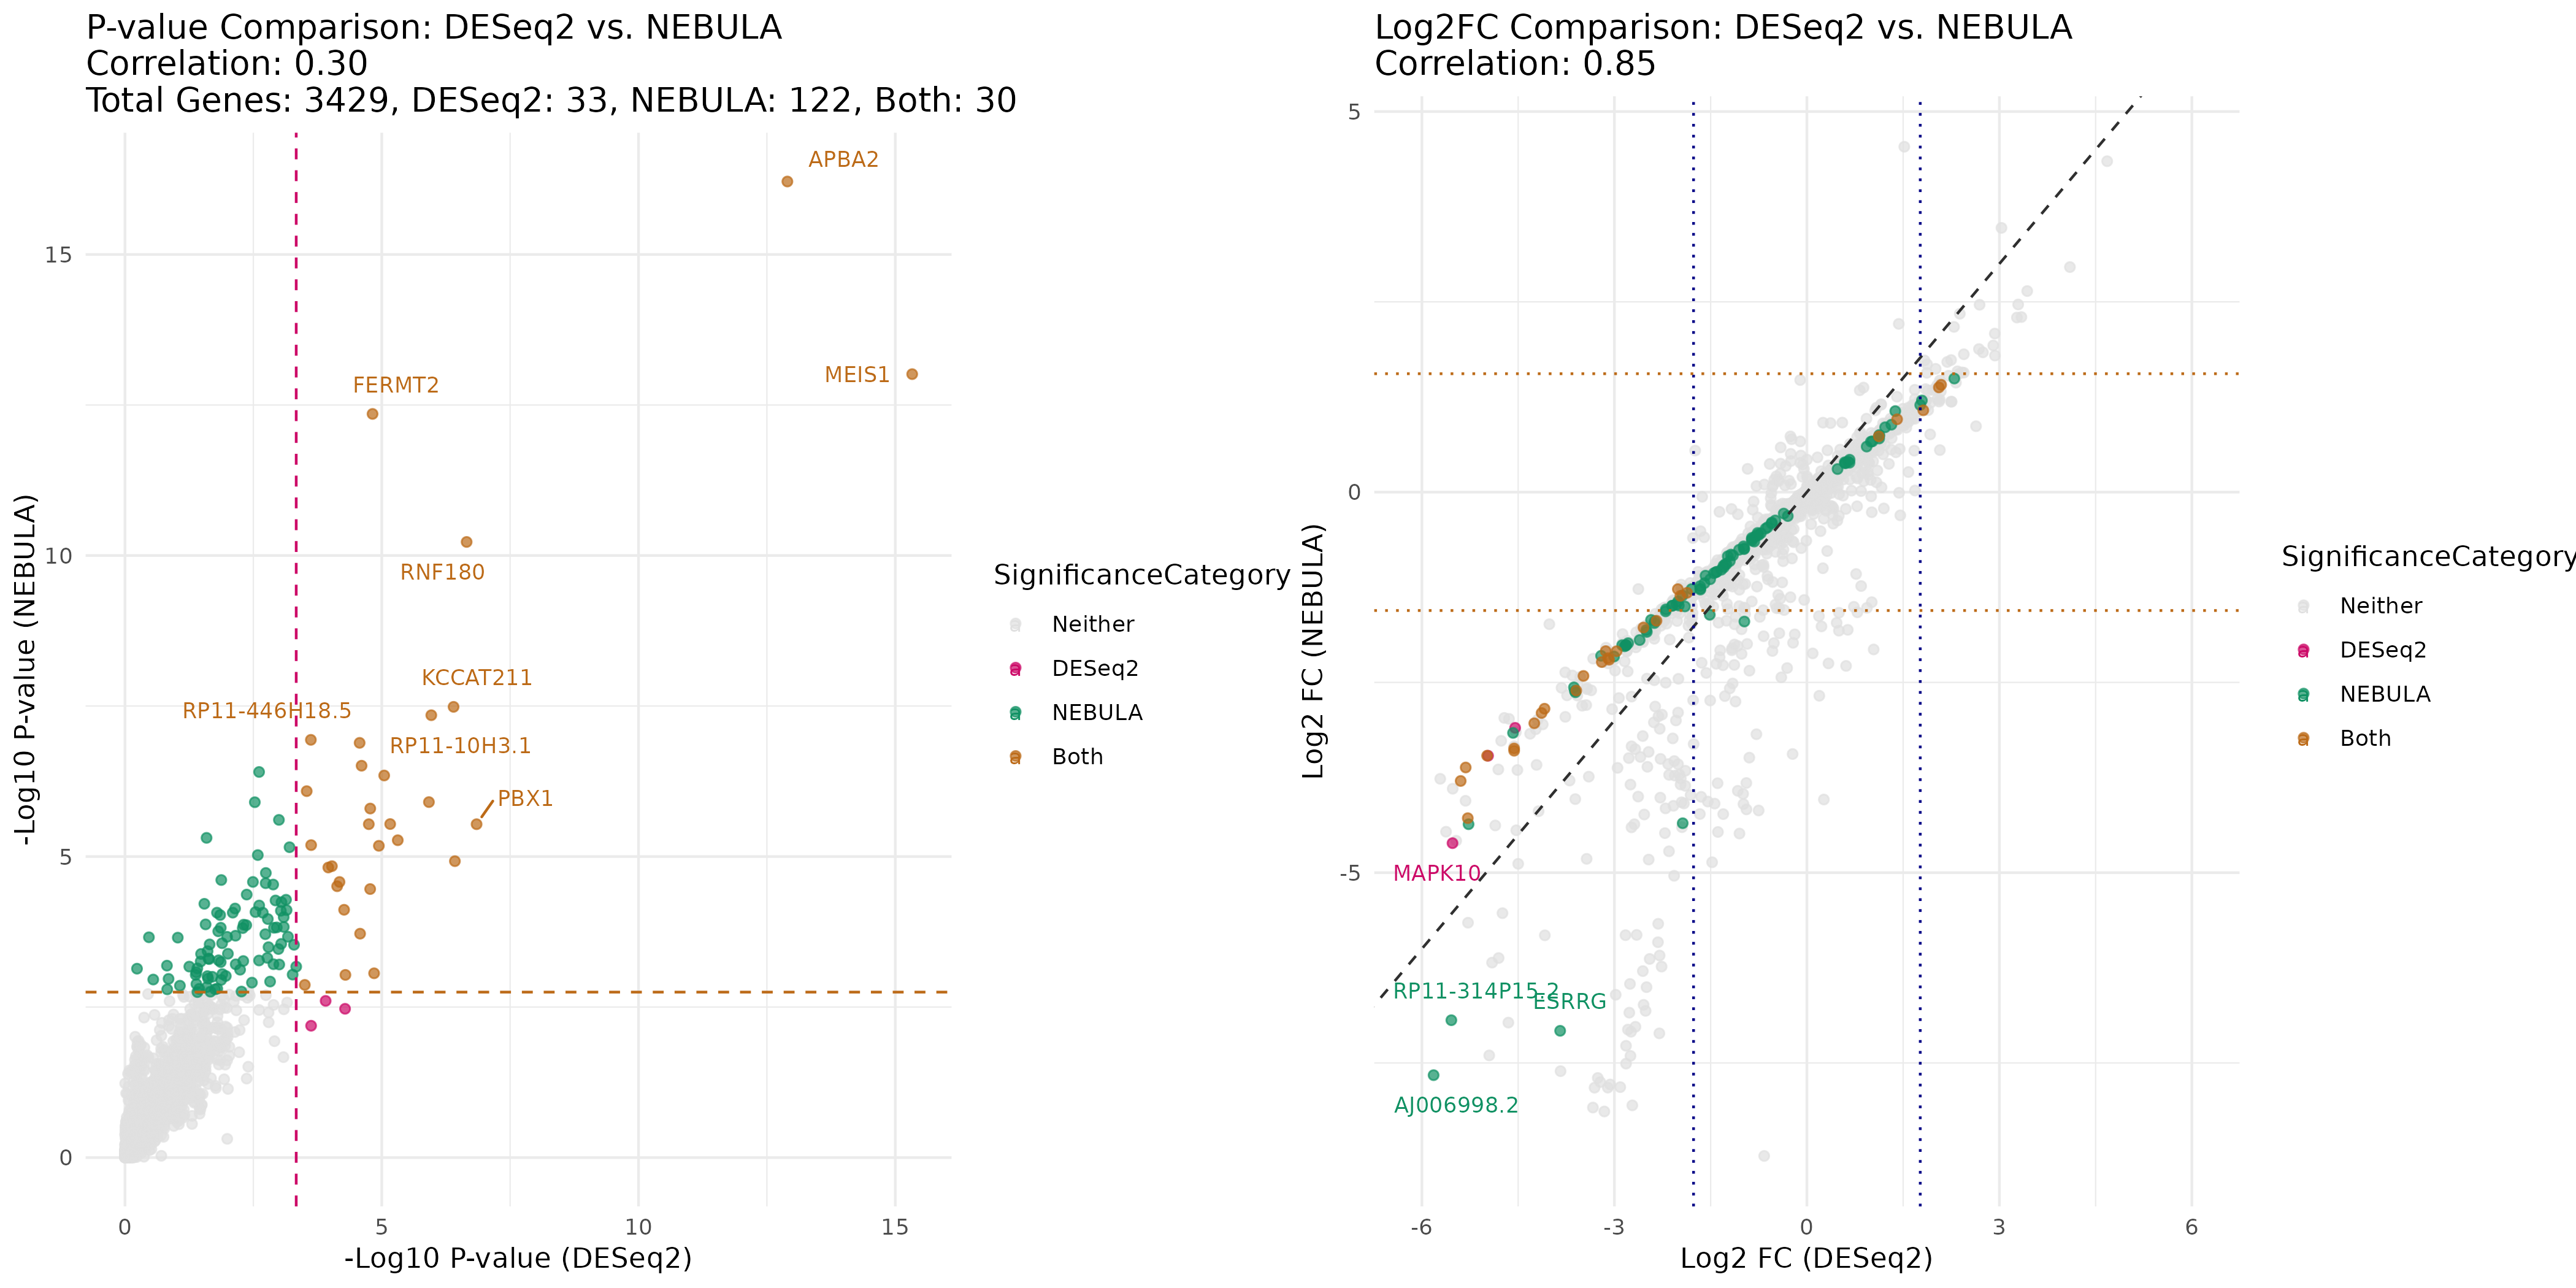 P-value Comparison: DESeq2 vs. NEBULA
Correlation: 0.30
Total Genes: 3429, DESeq2: 33, NEBULA: 122, Both: 30
APBA2
MEIS1
FERMT2
RNF180
KCCAT211
RP11-446H18.5
RP11-10H3.1
PBX1
15
10
5
0
0
5
10
15
-Log10 P-value (NEBULA)
-Log10 P-value (DESeq2)
SignificanceCategory
Neither
DESeq2
NEBULA
Both
Log2FC Comparison: DESeq2 vs. NEBULA
Correlation: 0.85
5
0
-5
MAPK10
RP11-314P15.2
ESRRG
AJ006998.2
-6
-3
0
3
6
Log2 FC (NEBULA)
Log2 FC (DESeq2)
SignificanceCategory
Neither
DESeq2
NEBULA
Both